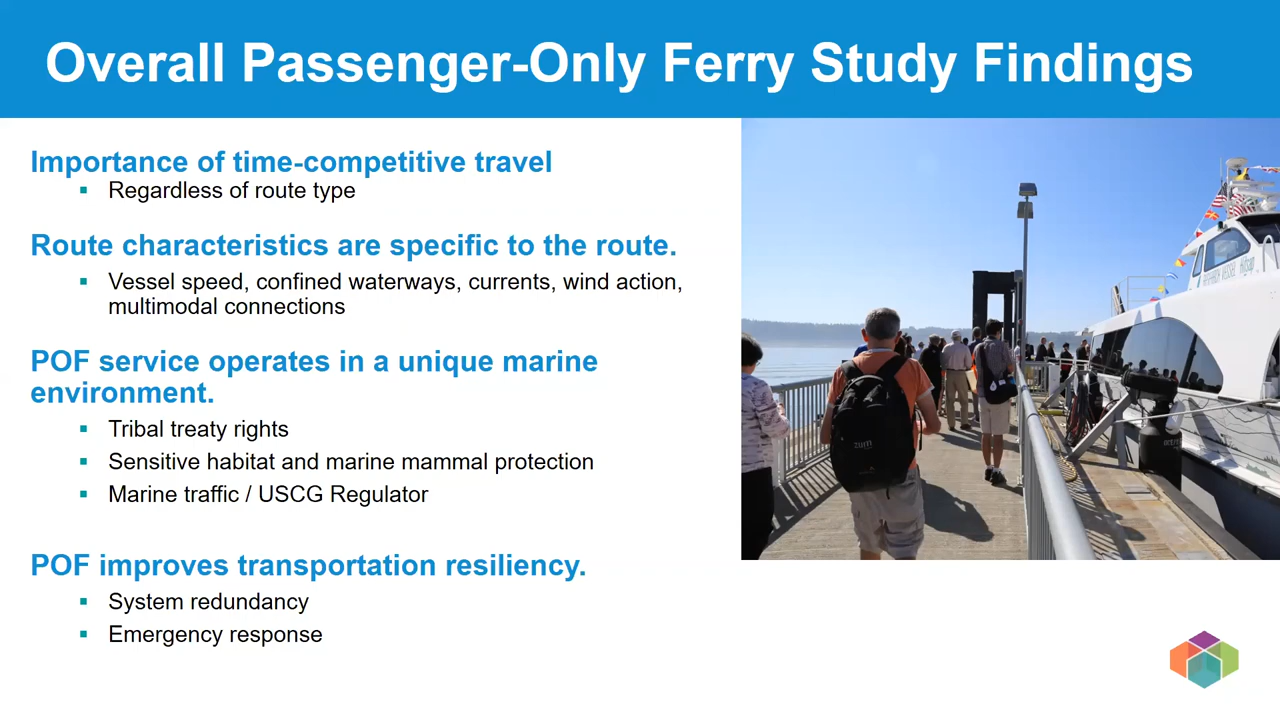 Overall Passenger-Only Ferry Study Findings
Importance of time-competitive travel
Regardless of route type
Route characteristics are specific to the route.
Vessel speed, confined waterways, currents, wind action,
multimodal connections
POF service operates in a unique marine
environment.
Tribal treaty rights
Sensitive habitat and marine mammal protection
Marine traffic / USCG Regulator
POF improves transportation resiliency.
System redundancy
Emergency response